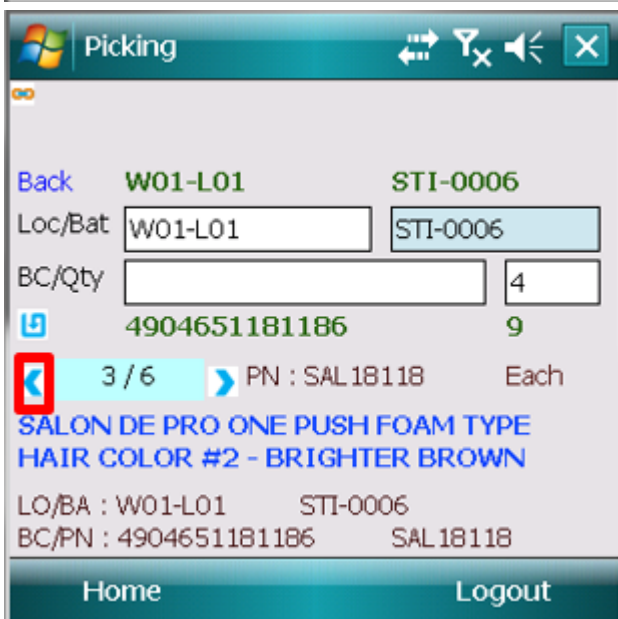 Picking
Back W01-L01 STI-0006
Loc/Bat W01-L01 STI-0006
BC/Qty 4
4904651181186 9
3 / 6 PN : SAL18118 Each
SALON DE PRO ONE PUSH FOAM TYPE
HAIR COLOR #2 - BRIGHTER BROWN
LO/BA : W01-L01 STI-0006
BC/PN : 4904651181186 SAL18118
Home Logout